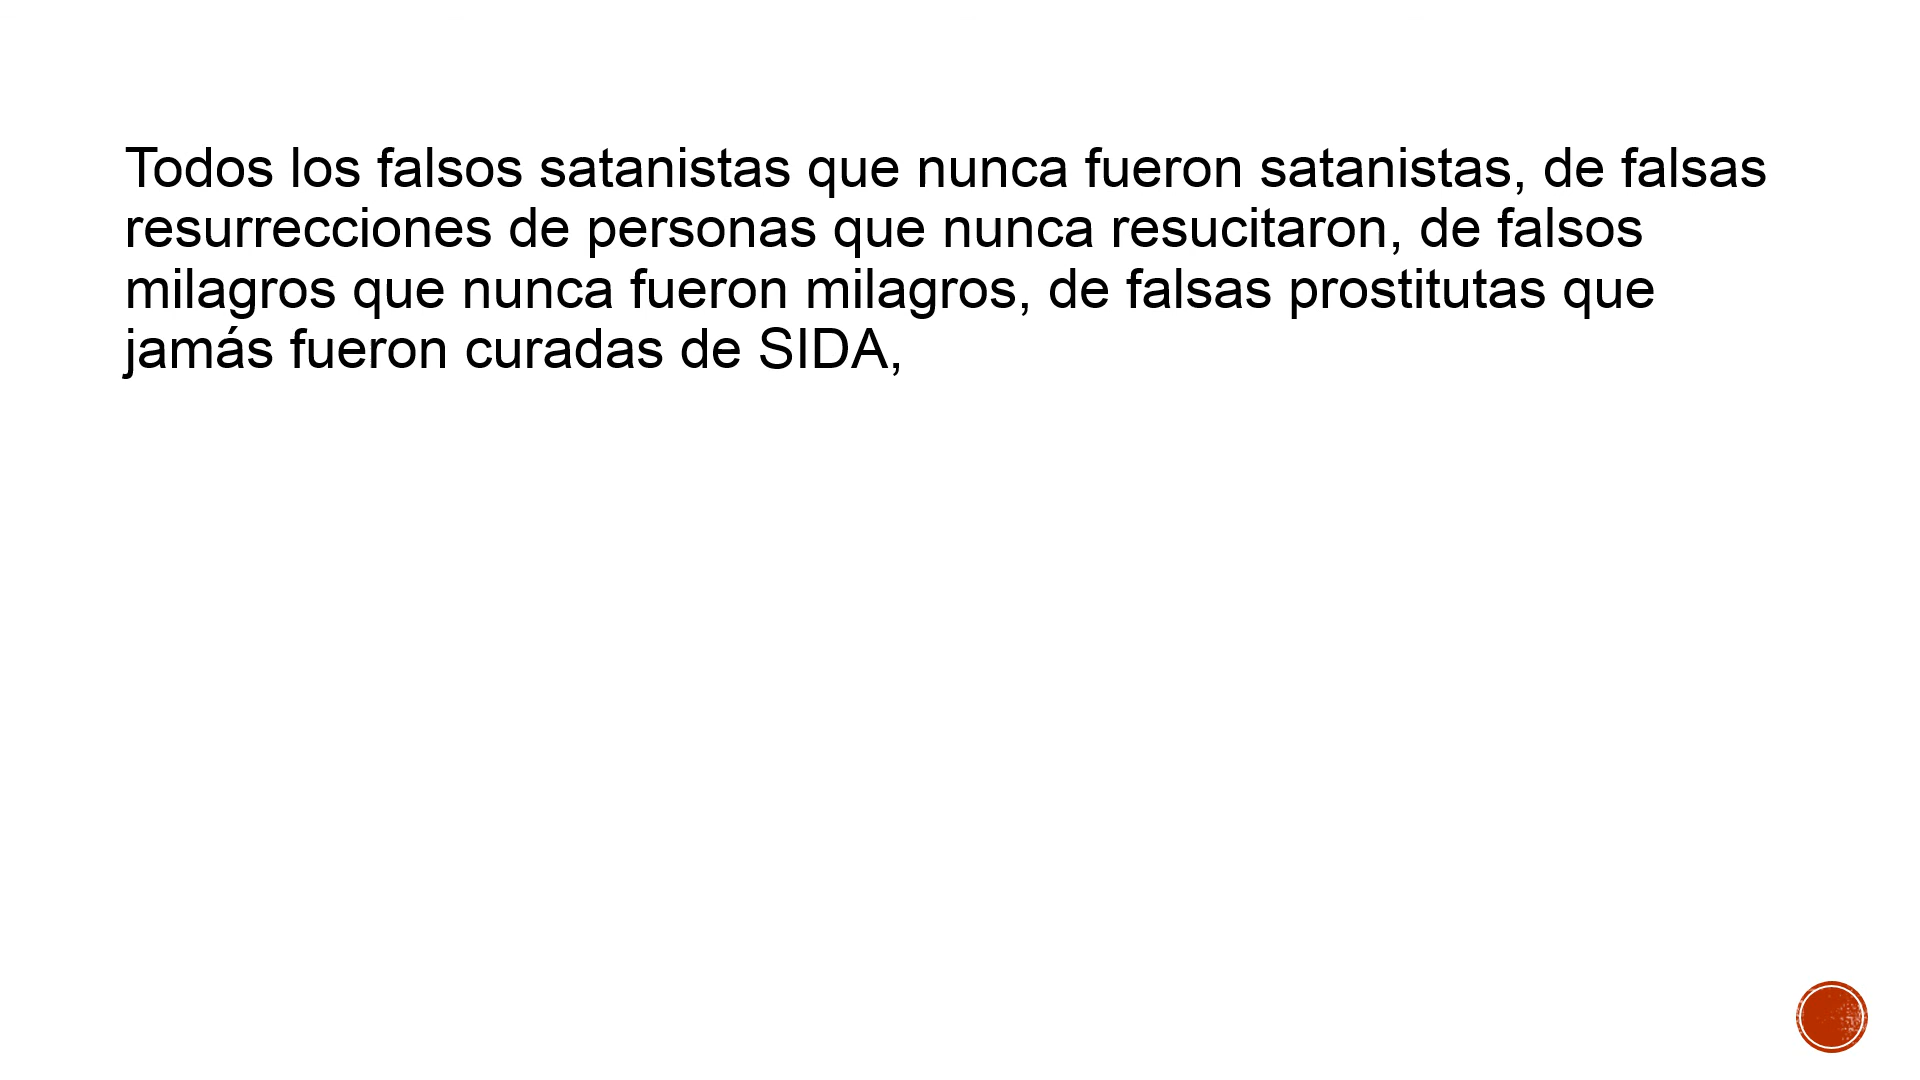 Todos los falsos satanistas que nunca fueron satanistas, de falsas
resurrecciones de personas que nunca resucitaron, de falsos
milagros que nunca fueron milagros, de falsas prostitutas que
jamás fueron curadas de SIDA,